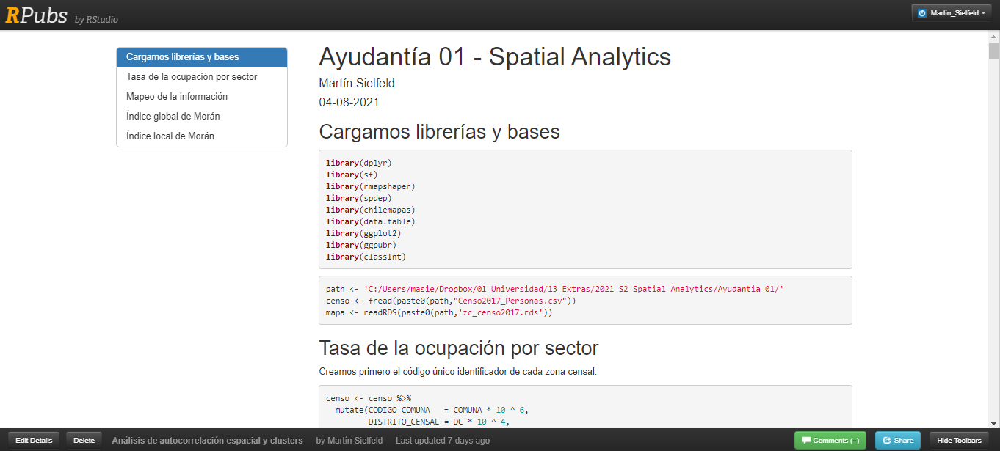 RPubs by RStudio
Martin_Sielfeld
Cargamos librerías y bases
Tasa de la ocupación por sector
Mapeo de la información
Índice global de Morán
Índice local de Morán
Ayudantía 01 - Spatial Analytics
Martín Sielfeld
04-08-2021
Cargamos librerías y bases
library(dplyr)
library(sf)
library(rmapshaper)
library(spdep)
library(chilemapas)
library(data.table)
library(ggplot2)
library(ggpubr)
library(classInt)
path <- 'C:/Users/masie/Dropbox/01 Universidad/13 Extras/2021 S2 Spatial Analytics/Ayudantia 01/'
censo <- fread(paste0(path,"Censo2017_Personas.csv"))
mapa <- readRDS(paste0(path,'zc_censo2017.rds'))
Tasa de la ocupación por sector
Creamos primero el código único identificador de cada zona censal.
censo <- censo %>%
mutate(CODIGO_COMUNA = COMUNA * 10 ^ 6,
DISTRITO_CENSAL = DC * 10 ^ 4,
Edit Details Delete Análisis de autocorrelación espacial y clusters by Martín Sielfeld Last updated 7 days ago Comments (–) Share Hide Toolbars